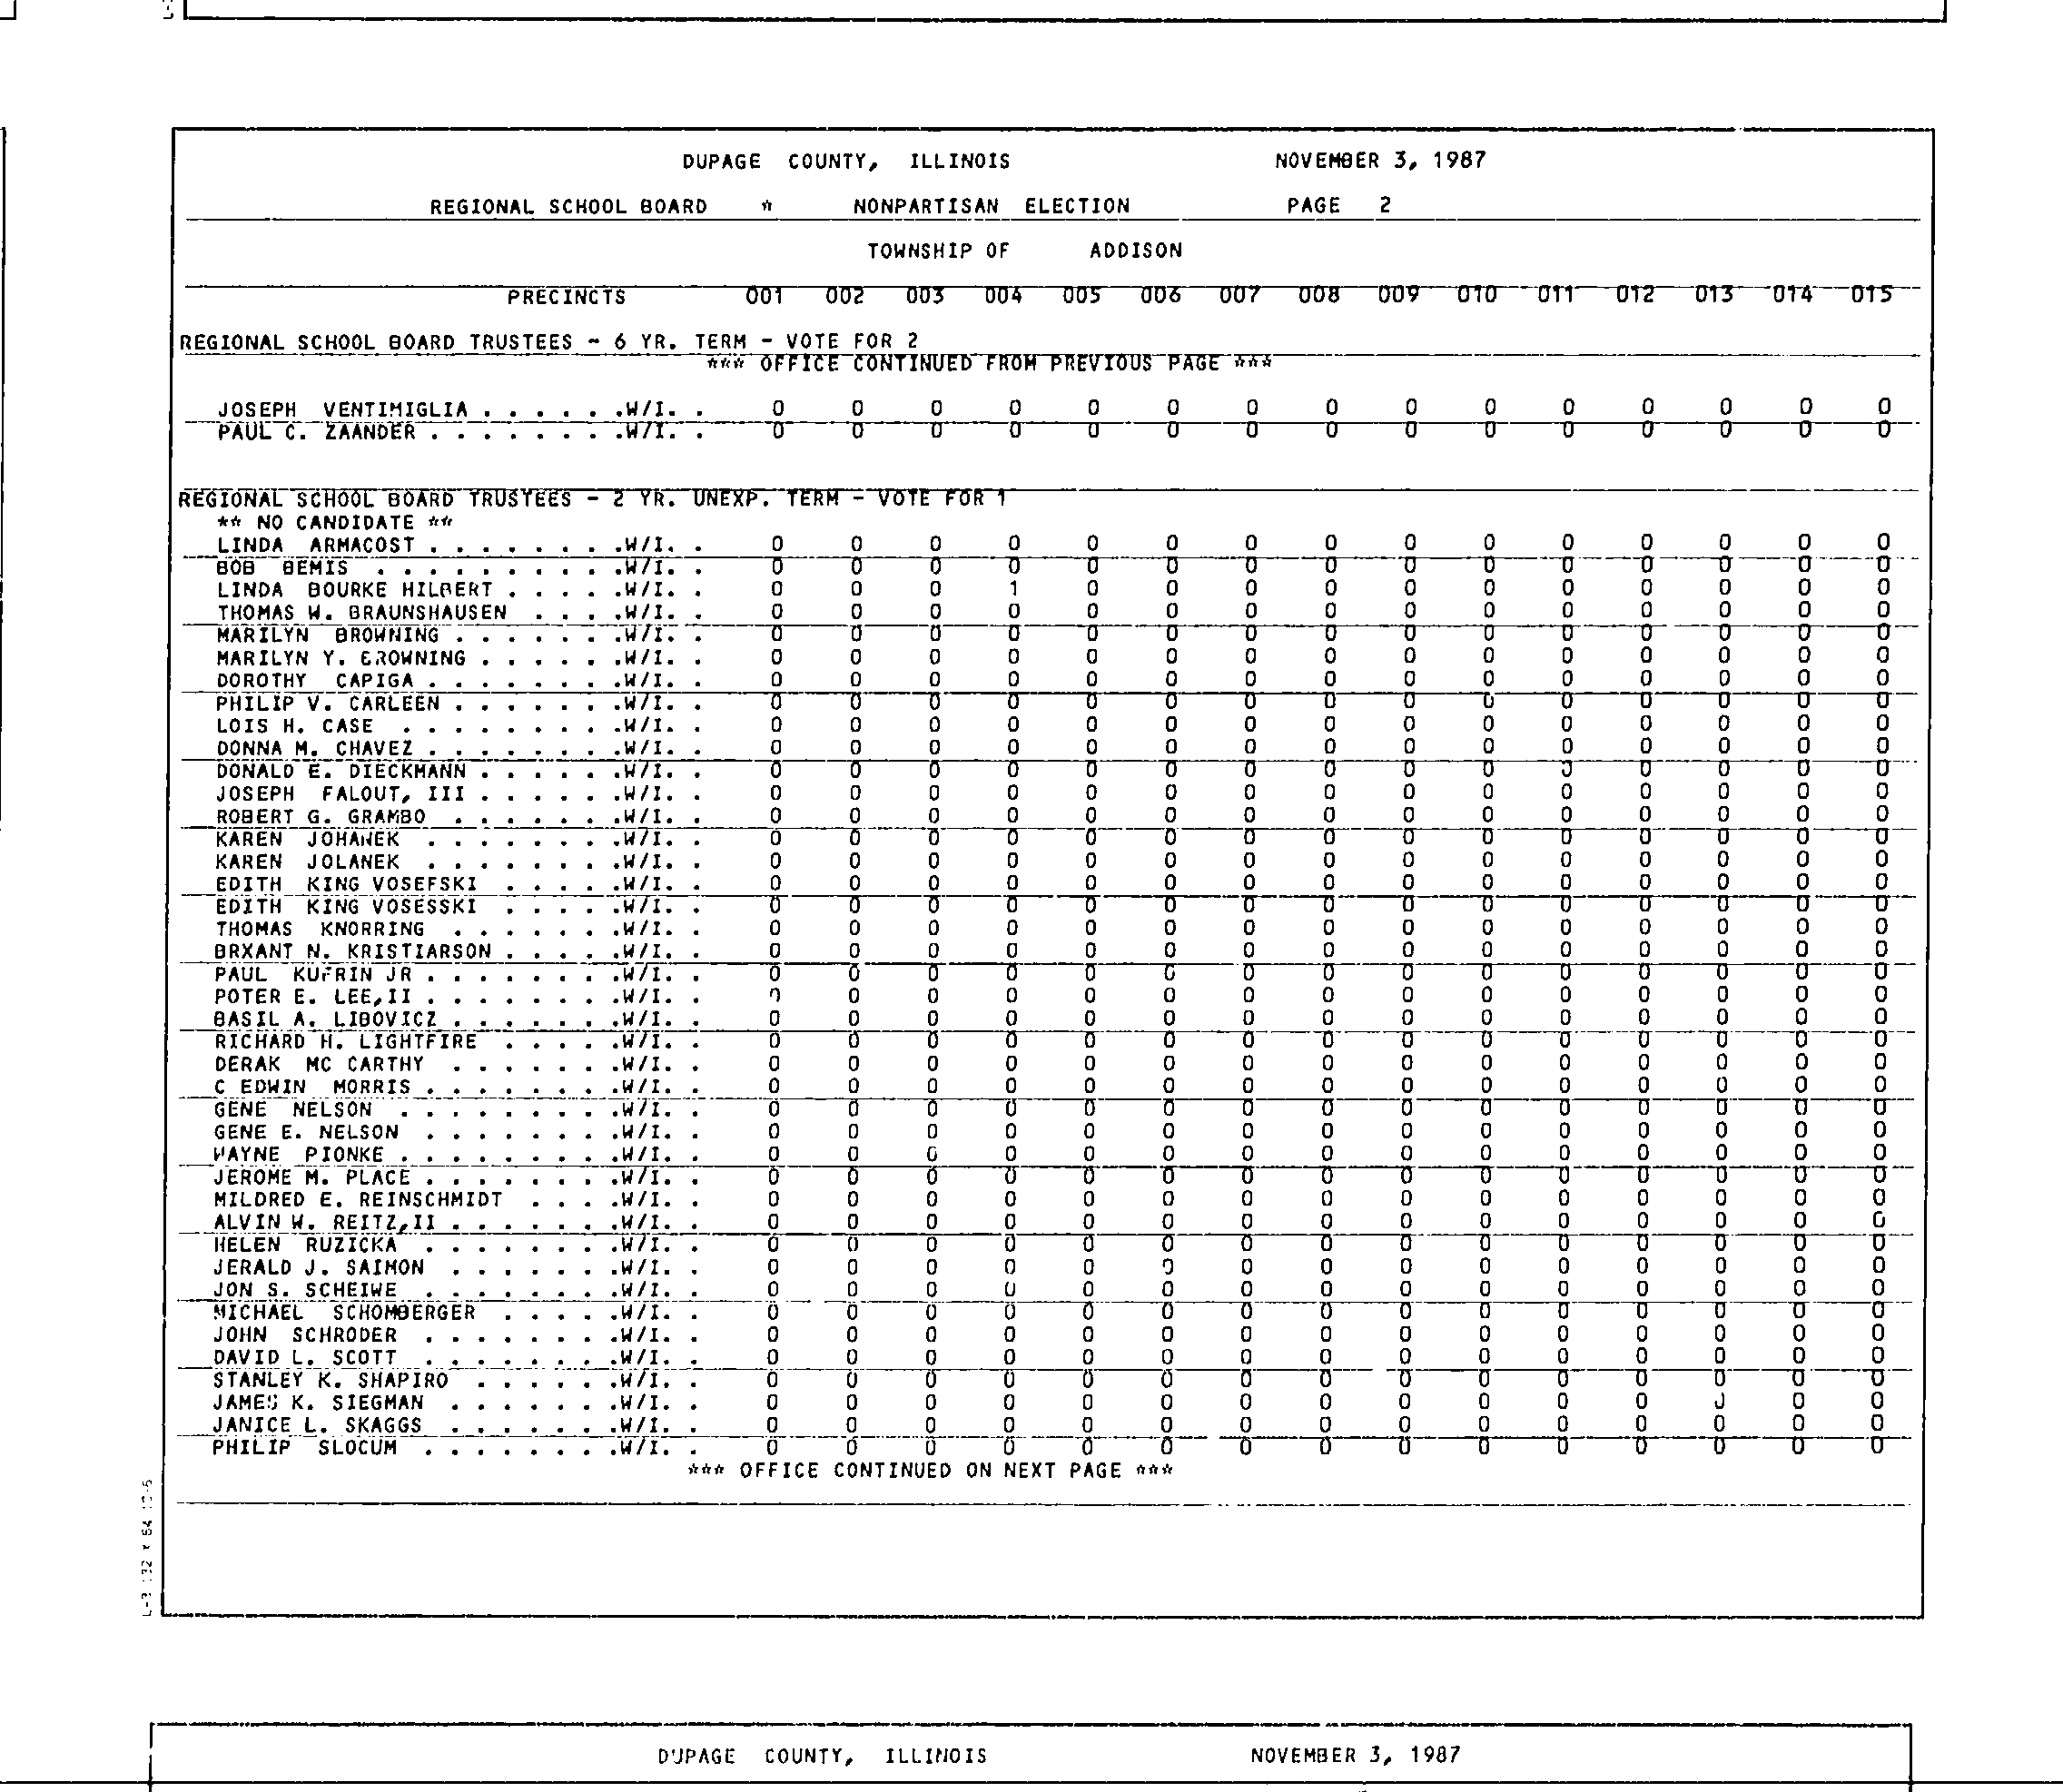 DUPAGE COUNTY, ILLINOIS NOVEMBER 3, 1987
REGIONAL SCHOOL BOARD * NONPARTISAN ELECTION PAGE 2
TOWNSHIP OF ADDISON
PRECINCTS 001 002 003 004 005 006 007 008 009 010 011 012 013 014 015
REGIONAL SCHOOL BOARD TRUSTEES - 6 YR. TERM - VOTE FOR 2
*** OFFICE CONTINUED FROM PREVIOUS PAGE ***
JOSEPH VENTIMIGLIA . . . . . .W/I. . 0 0 0 0 0 0 0 0 0 0 0 0 0 0 0
PAUL C. ZAANDER . . . . . . . .W/I. . 0 0 0 0 0 0 0 0 0 0 0 0 0 0 0
REGIONAL SCHOOL BOARD TRUSTEES - 2 YR. UNEXP. TERM - VOTE FOR 1
** NO CANDIDATE **
LINDA ARMACOST . . . . . . . .W/I. . 0 0 0 0 0 0 0 0 0 0 0 0 0 0 0
BOB BEMIS . . . . . . . . . .W/I. . 0 0 0 0 0 0 0 0 0 0 0 0 0 0 0
LINDA BOURKE HILBERT . . . . .W/I. . 0 0 0 1 0 0 0 0 0 0 0 0 0 0 0
THOMAS W. BRAUNSHAUSEN . . . .W/I. . 0 0 0 0 0 0 0 0 0 0 0 0 0 0 0
MARILYN BROWNING . . . . . . .W/I. . 0 0 0 0 0 0 0 0 0 0 0 0 0 0 0
MARILYN Y. BROWNING . . . . . .W/I. . 0 0 0 0 0 0 0 0 0 0 0 0 0 0 0
DOROTHY CAPIGA . . . . . . . .W/I. . 0 0 0 0 0 0 0 0 0 0 0 0 0 0 0
PHILIP V. CARLEEN . . . . . . .W/I. . 0 0 0 0 0 0 0 0 0 0 0 0 0 0 0
LOIS H. CASE . . . . . . . . .W/I. . 0 0 0 0 0 0 0 0 0 0 0 0 0 0 0
DONNA M. CHAVEZ . . . . . . . .W/I. . 0 0 0 0 0 0 0 0 0 0 0 0 0 0 0
DONALD E. DIECKMANN . . . . . .W/I. . 0 0 0 0 0 0 0 0 0 0 0 0 0 0 0
JOSEPH FALOUT, III . . . . . .W/I. . 0 0 0 0 0 0 0 0 0 0 0 0 0 0 0
ROBERT G. GRAMBO . . . . . . .W/I. . 0 0 0 0 0 0 0 0 0 0 0 0 0 0 0
KAREN JOHANEK . . . . . . . .W/I. . 0 0 0 0 0 0 0 0 0 0 0 0 0 0 0
KAREN JOLANEK . . . . . . . .W/I. . 0 0 0 0 0 0 0 0 0 0 0 0 0 0 0
EDITH KING VOSEFSKI . . . . .W/I. . 0 0 0 0 0 0 0 0 0 0 0 0 0 0 0
EDITH KING VOSESSKI . . . . .W/I. . 0 0 0 0 0 0 0 0 0 0 0 0 0 0 0
THOMAS KNORRING . . . . . . .W/I. . 0 0 0 0 0 0 0 0 0 0 0 0 0 0 0
BRXANT N. KRISTIARSON . . . . .W/I. . 0 0 0 0 0 0 0 0 0 0 0 0 0 0 0
PAUL KUFRIN JR . . . . . . . .W/I. . 0 0 0 0 0 0 0 0 0 0 0 0 0 0 0
POTER E. LEE,II . . . . . . . .W/I. . 0 0 0 0 0 0 0 0 0 0 0 0 0 0 0
BASIL A. LIBOVICZ . . . . . . .W/I. . 0 0 0 0 0 0 0 0 0 0 0 0 0 0 0
RICHARD H. LIGHTFIRE . . . . .W/I. . 0 0 0 0 0 0 0 0 0 0 0 0 0 0 0
DERAK MC CARTHY . . . . . . .W/I. . 0 0 0 0 0 0 0 0 0 0 0 0 0 0 0
C EDWIN MORRIS . . . . . . . .W/I. . 0 0 0 0 0 0 0 0 0 0 0 0 0 0 0
GENE NELSON . . . . . . . . .W/I. . 0 0 0 0 0 0 0 0 0 0 0 0 0 0 0
GENE E. NELSON . . . . . . . .W/I. . 0 0 0 0 0 0 0 0 0 0 0 0 0 0 0
WAYNE PIONKE . . . . . . . . .W/I. . 0 0 0 0 0 0 0 0 0 0 0 0 0 0 0
JEROME M. PLACE . . . . . . . .W/I. . 0 0 0 0 0 0 0 0 0 0 0 0 0 0 0
MILDRED E. REINSCHMIDT . . . .W/I. . 0 0 0 0 0 0 0 0 0 0 0 0 0 0 0
ALVIN W. REITZ,II . . . . . . .W/I. . 0 0 0 0 0 0 0 0 0 0 0 0 0 0 0
HELEN RUZICKA . . . . . . . .W/I. . 0 0 0 0 0 0 0 0 0 0 0 0 0 0 0
JERALD J. SAIMON . . . . . . .W/I. . 0 0 0 0 0 0 0 0 0 0 0 0 0 0 0
JON S. SCHEIWE . . . . . . . .W/I. . 0 0 0 0 0 0 0 0 0 0 0 0 0 0 0
MICHAEL SCHOMBERGER . . . . .W/I. . 0 0 0 0 0 0 0 0 0 0 0 0 0 0 0
JOHN SCHRODER . . . . . . . .W/I. . 0 0 0 0 0 0 0 0 0 0 0 0 0 0 0
DAVID L. SCOTT . . . . . . . .W/I. . 0 0 0 0 0 0 0 0 0 0 0 0 0 0 0
STANLEY K. SHAPIRO . . . . . .W/I. . 0 0 0 0 0 0 0 0 0 0 0 0 0 0 0
JAMES K. SIEGMAN . . . . . . .W/I. . 0 0 0 0 0 0 0 0 0 0 0 0 0 0 0
JANICE L. SKAGGS . . . . . . .W/I. . 0 0 0 0 0 0 0 0 0 0 0 0 0 0 0
PHILIP SLOCUM . . . . . . . .W/I. . 0 0 0 0 0 0 0 0 0 0 0 0 0 0 0
*** OFFICE CONTINUED ON NEXT PAGE ***
DUPAGE COUNTY, ILLINOIS NOVEMBER 3, 1987